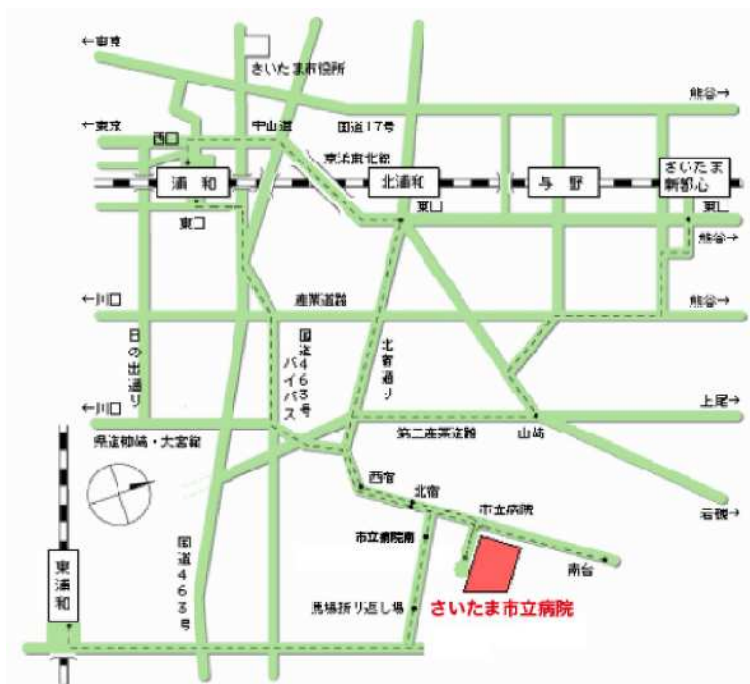 ←東京
さいたま市役所
熊谷→
←東京
西口
中山道
国道17号
京浜東北線
浦和
北浦和
与野
さいたま
新都心
東口
東口
東口
熊谷→
←川口
産業道路
熊谷→
日の出通り
国道463号
バイパス
北宿通り
←川口
上尾→
県道神崎・大宮線
第二産業道路
山崎
西宿
北宿
市立病院
岩槻→
市立病院南
国道463号
南台
東浦和
馬場折り返し場
さいたま市立病院